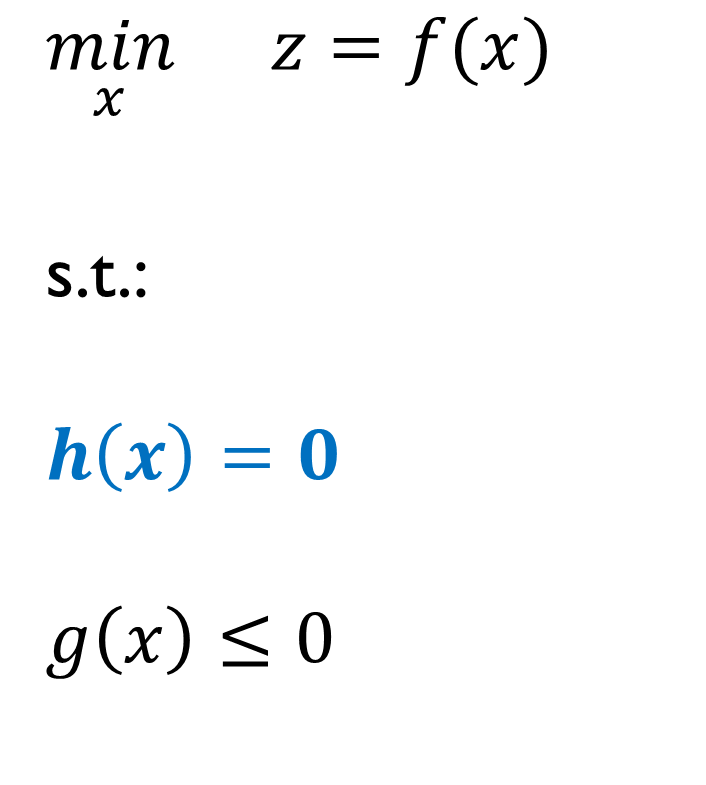 min z = f(x)
x
s.t.:
h(x) = 0
g(x) ≤ 0